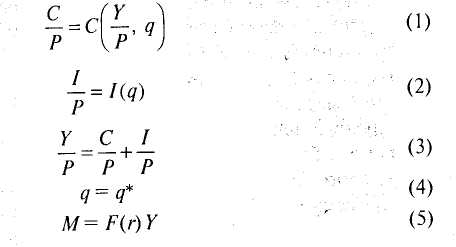 C/P = C(Y/P, q) (1)
I/P = I(q) (2)
Y/P = C/P + I/P (3)
q = q* (4)
M = F(r) Y (5)